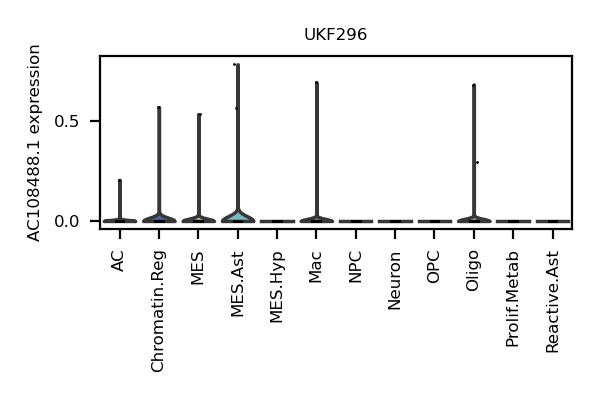 UKF296
AC108488.1 expression
0.5
0.0
AC
Chromatin.Reg
MES
MES.Ast
MES.Hyp
Mac
NPC
Neuron
OPC
Oligo
Prolif.Metab
Reactive.Ast